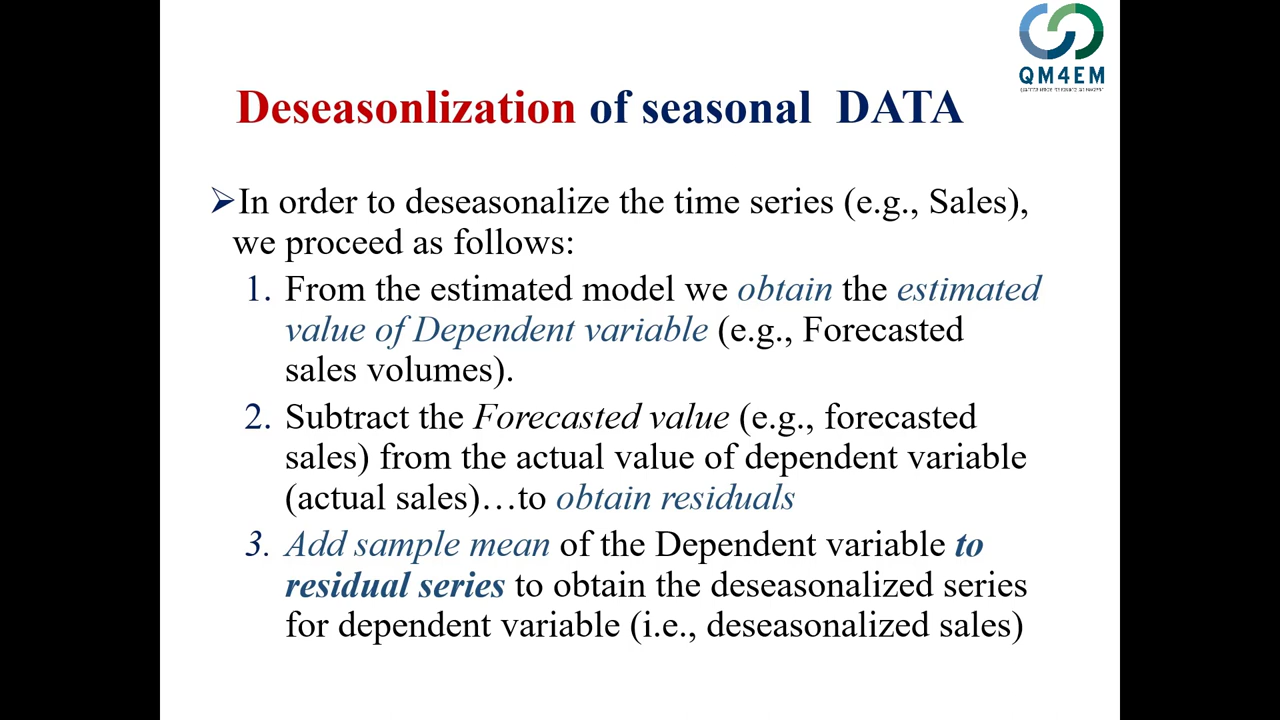 QM4EM
Deseasonlization of seasonal DATA
➢In order to deseasonalize the time series (e.g., Sales),
we proceed as follows:
1. From the estimated model we obtain the estimated
value of Dependent variable (e.g., Forecasted
sales volumes).
2. Subtract the Forecasted value (e.g., forecasted
sales) from the actual value of dependent variable
(actual sales)…to obtain residuals
3. Add sample mean of the Dependent variable to
residual series to obtain the deseasonalized series
for dependent variable (i.e., deseasonalized sales)